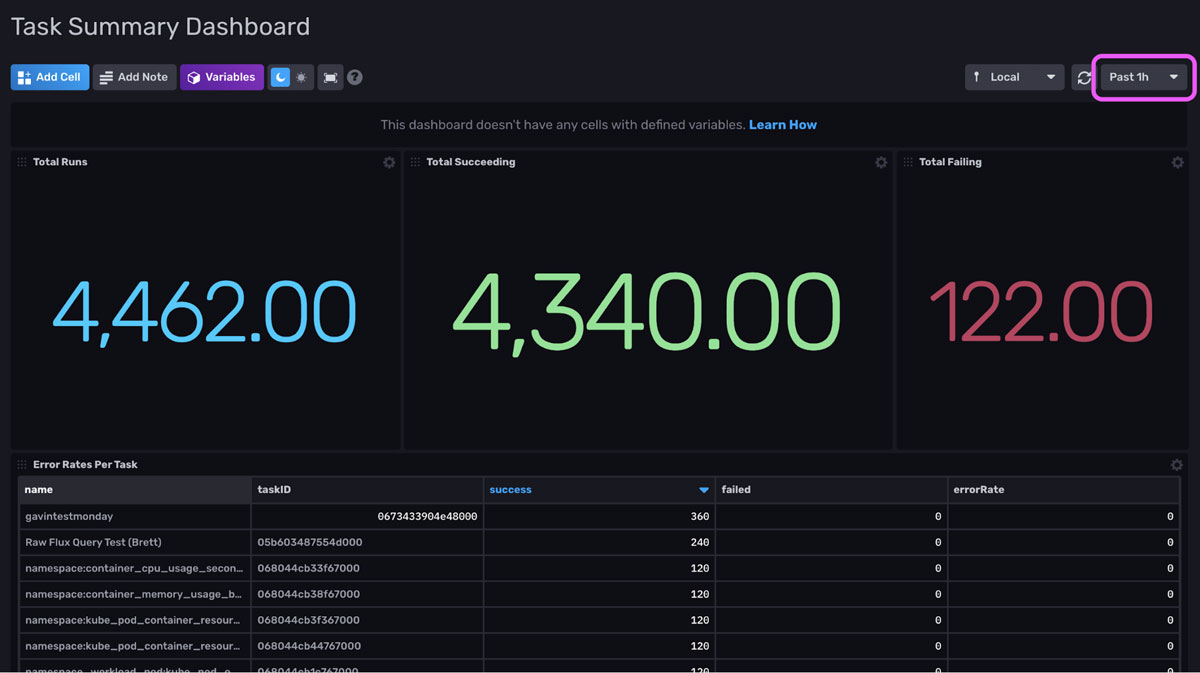 Task Summary Dashboard
Add Cell Add Note Variables ? Local Past 1h
This dashboard doesn't have any cells with defined variables. Learn How
Total Runs Total Succeeding Total Failing
4,462.00 4,340.00 122.00
Error Rates Per Task
name taskID success failed errorRate
gavintestmonday 0673433904e48000 360 0 0
Raw Flux Query Test (Brett) 05b603487554d000 240 0 0
namespace:container_cpu_usage_secon... 068044cb33f67000 120 0 0
namespace:container_memory_usage_b... 068044cb38f67000 120 0 0
namespace:kube_pod_container_resour... 068044cb3f367000 120 0 0
namespace:kube_pod_container_resour... 068044cb44767000 120 0 0
120 0 0